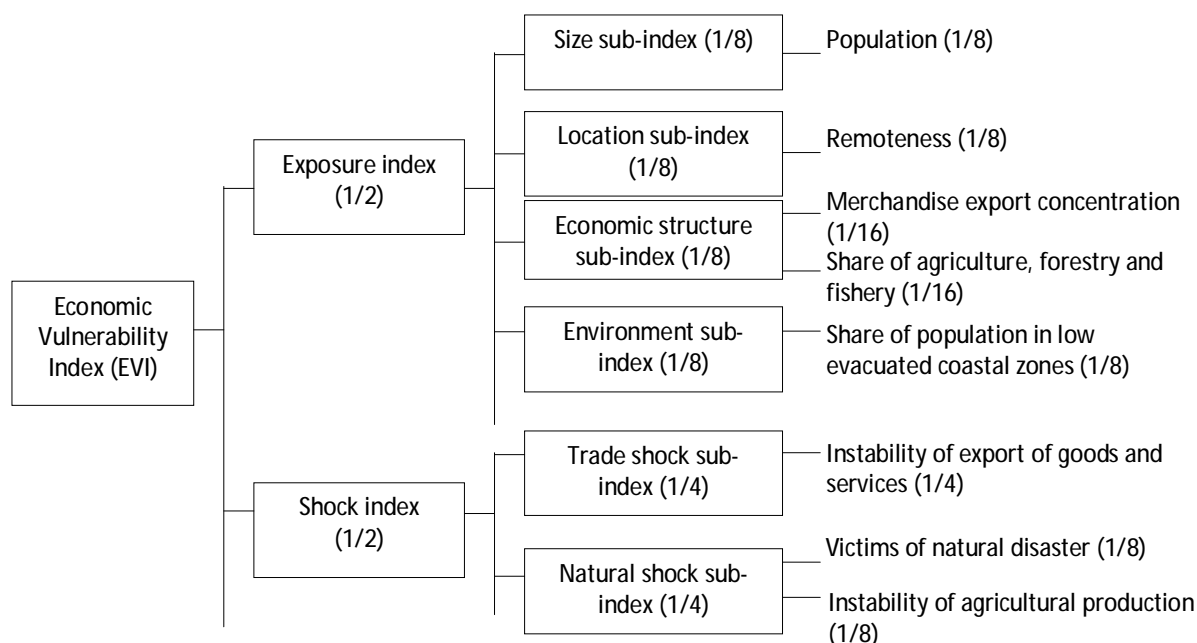 Economic
Vulnerability
Index (EVI)
Exposure index
(1/2)
Size sub-index (1/8)
Population (1/8)
Location sub-index
(1/8)
Remoteness (1/8)
Economic structure
sub-index (1/8)
Merchandise export concentration
(1/16)
Share of agriculture, forestry and
fishery (1/16)
Environment sub-
index (1/8)
Share of population in low
evacuated coastal zones (1/8)
Shock index
(1/2)
Trade shock sub-
index (1/4)
Instability of export of goods and
services (1/4)
Natural shock sub-
index (1/4)
Victims of natural disaster (1/8)
Instability of agricultural production
(1/8)